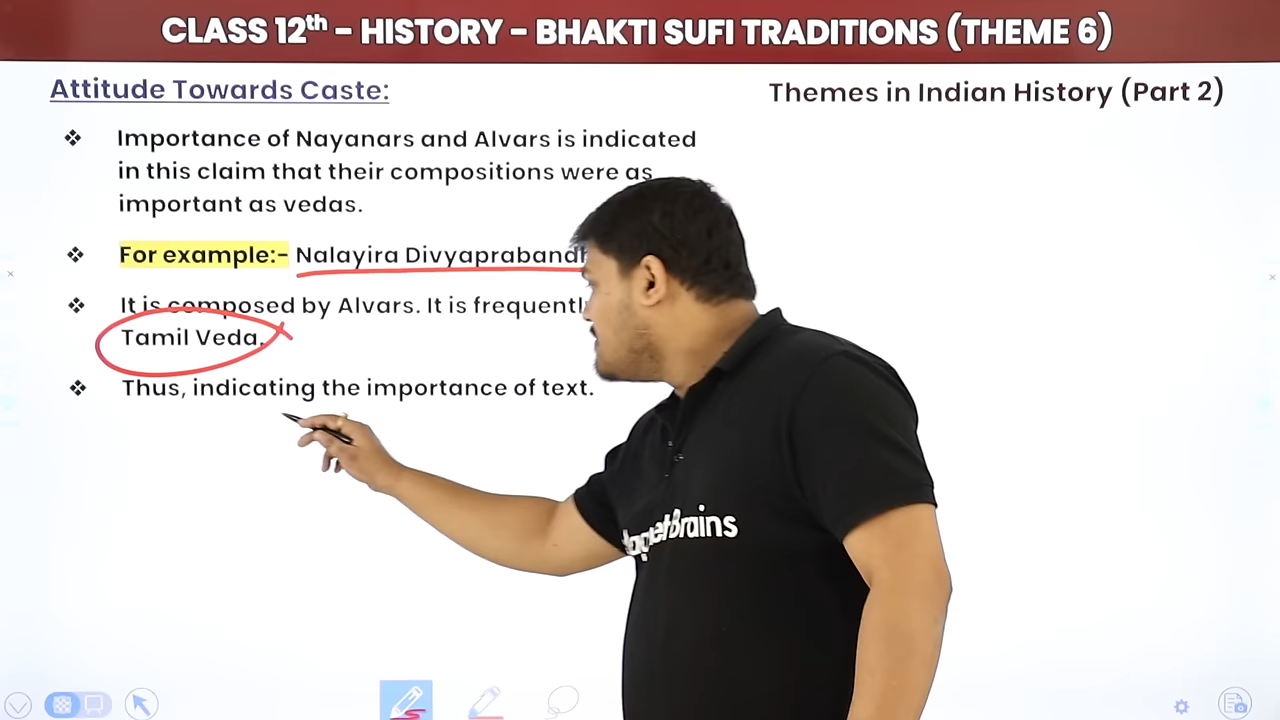 CLASS 12th - HISTORY - BHAKTI SUFI TRADITIONS (THEME 6)
Attitude Towards Caste:
Themes in Indian History (Part 2)
❖ Importance of Nayanars and Alvars is indicated
in this claim that their compositions were as
important as vedas.
❖ For example:- Nalayira
❖ It is composed by Alvars. It is
Tamil Veda.
❖ Thus, indicating the importance of text.
Brains